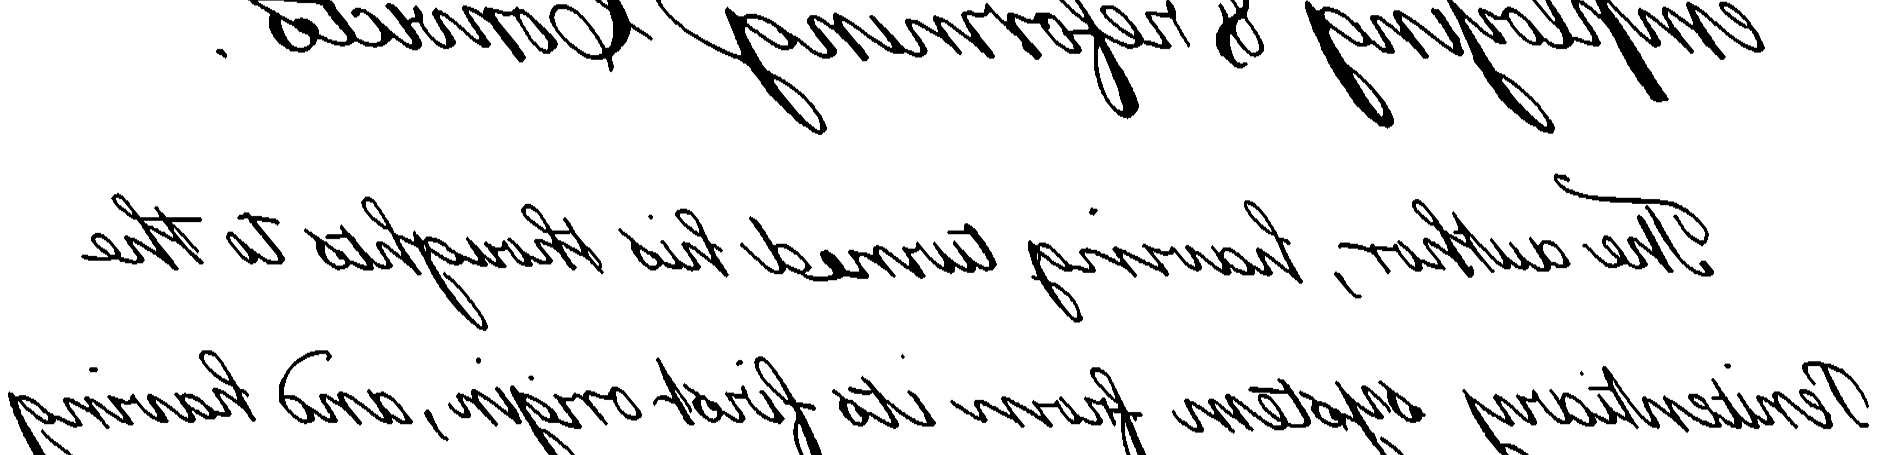 employing & reforming Convicts.
The author, having turned his thoughts to the
Penitentiary system from its first origin, and having